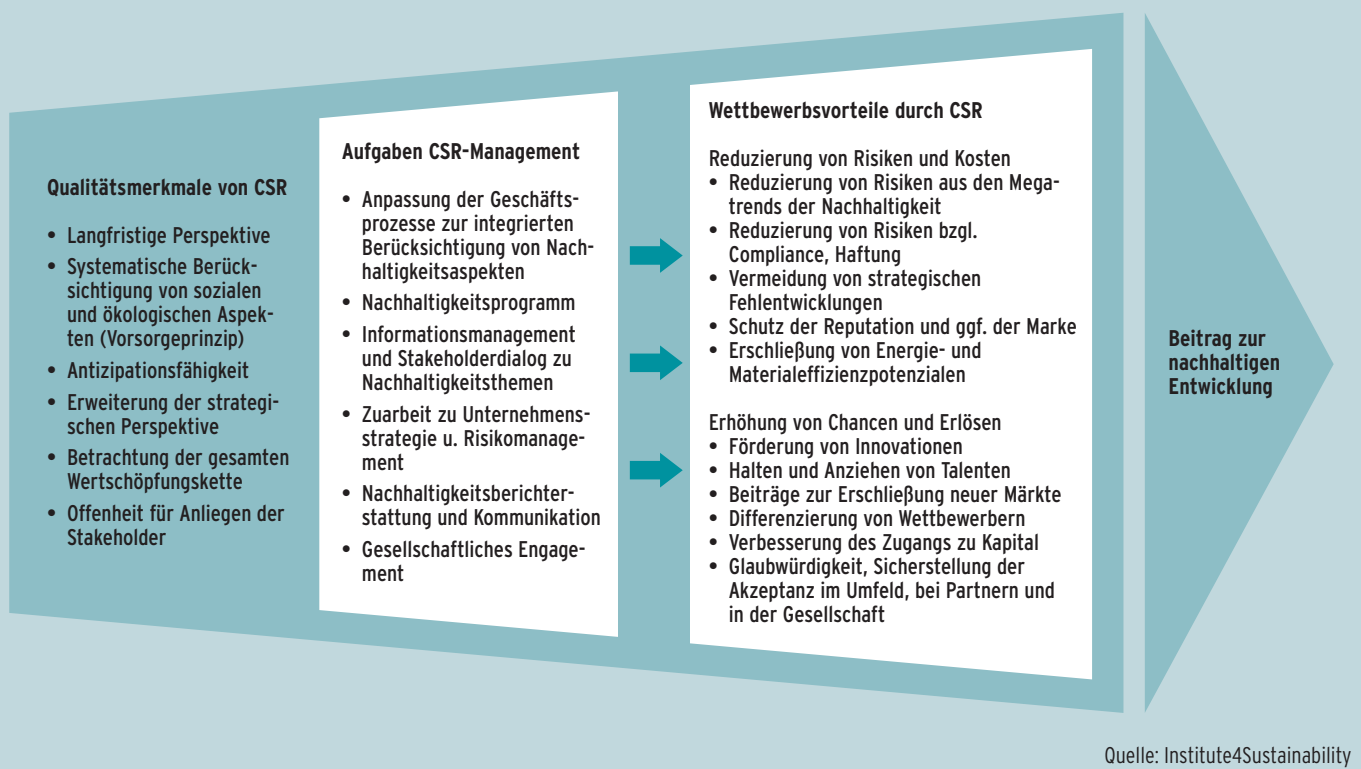 Qualitätsmerkmale von CSR
• Langfristige Perspektive
• Systematische Berück-
sichtigung von sozialen
und ökologischen Aspek-
ten (Vorsorgeprinzip)
• Antizipationsfähigkeit
• Erweiterung der strategi-
schen Perspektive
• Betrachtung der gesamten
Wertschöpfungskette
• Offenheit für Anliegen der
Stakeholder
Aufgaben CSR-Management
• Anpassung der Geschäfts-
prozesse zur integrierten
Berücksichtigung von Nach-
haltigkeitsaspekten
• Nachhaltigkeitsprogramm
• Informationsmanagement
und Stakeholderdialog zu
Nachhaltigkeitsthemen
• Zuarbeit zu Unternehmens-
strategie u. Risikomanage-
ment
• Nachhaltigkeitsberichter-
stattung und Kommunikation
• Gesellschaftliches Engage-
ment
Wettbewerbsvorteile durch CSR
Reduzierung von Risiken und Kosten
• Reduzierung von Risiken aus den Mega-
trends der Nachhaltigkeit
• Reduzierung von Risiken bzgl.
Compliance, Haftung
• Vermeidung von strategischen
Fehlentwicklungen
• Schutz der Reputation und ggf. der Marke
• Erschließung von Energie- und
Materialeffizienzpotenzialen
Erhöhung von Chancen und Erlösen
• Förderung von Innovationen
• Halten und Anziehen von Talenten
• Beiträge zur Erschließung neuer Märkte
• Differenzierung von Wettbewerbern
• Verbesserung des Zugangs zu Kapital
• Glaubwürdigkeit, Sicherstellung der
Akzeptanz im Umfeld, bei Partnern und
in der Gesellschaft
Beitrag zur
nachhaltigen
Entwicklung
Quelle: Institute4Sustainability